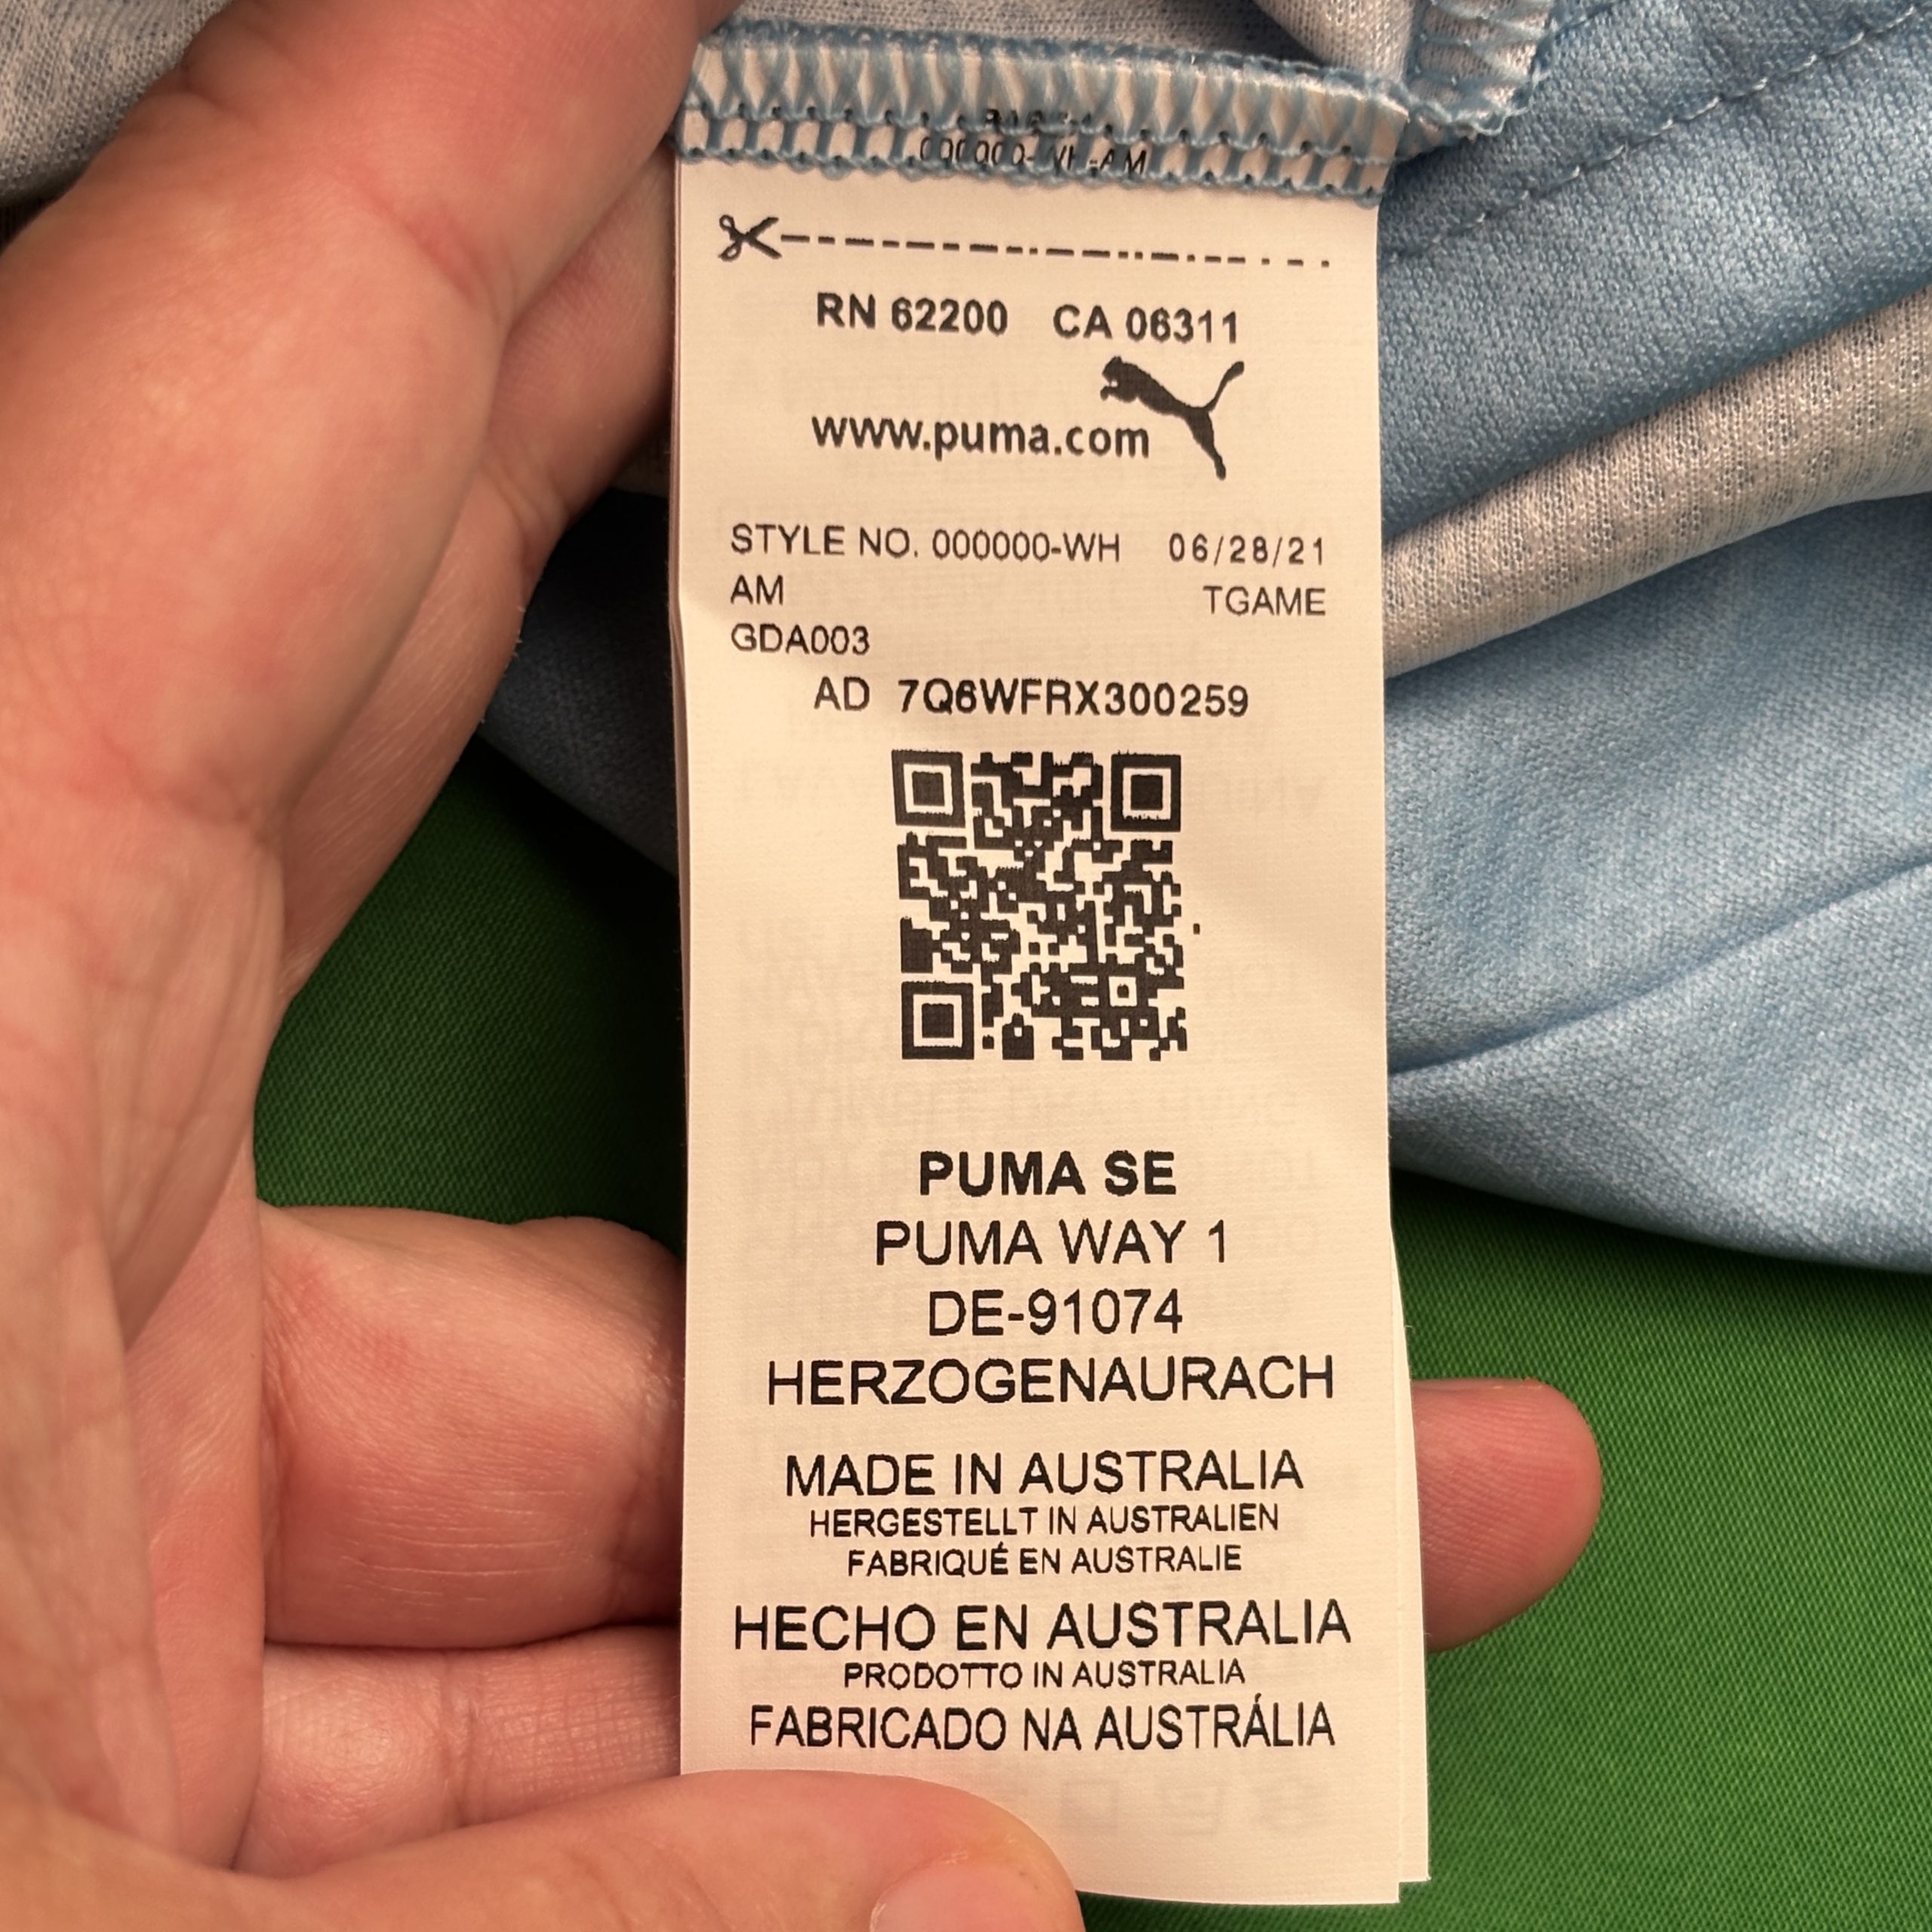 RN 62200 CA 06311
www.puma.com
STYLE NO. 000000-WH 06/28/21
AM TGAME
GDA003
AD 7Q6WFRX300259
PUMA SE
PUMA WAY 1
DE-91074
HERZOGENAURACH
MADE IN AUSTRALIA
HERGESTELLT IN AUSTRALIEN
FABRIQUÉ EN AUSTRALIE
HECHO EN AUSTRALIA
PRODOTTO IN AUSTRALIA
FABRICADO NA AUSTRÁLIA